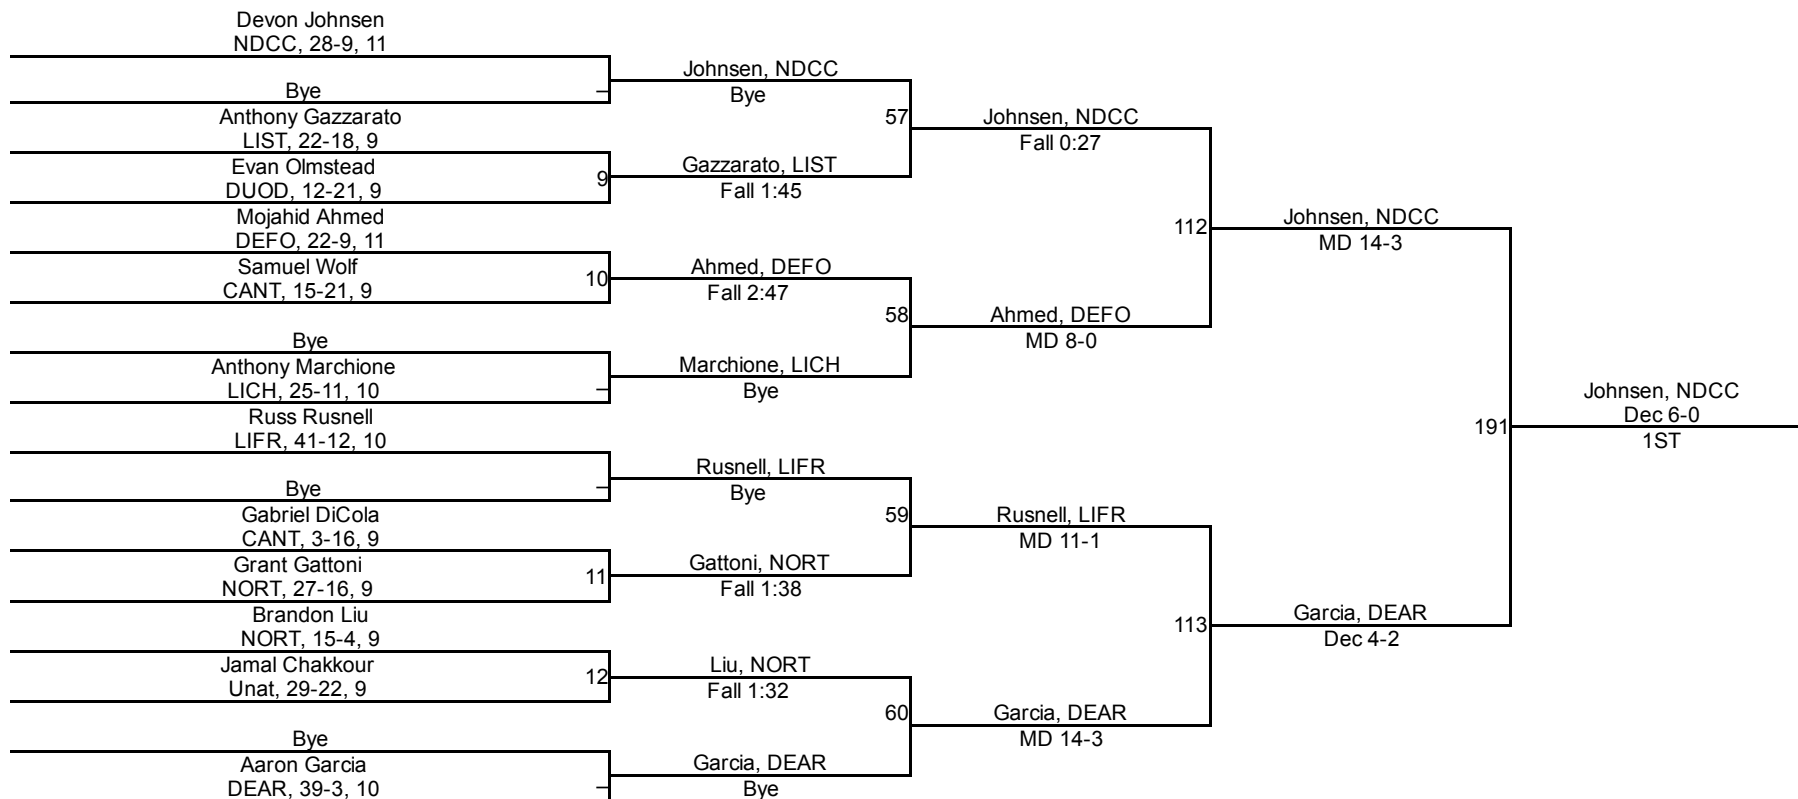 Devon Johnsen
NDCC, 28-9, 11
Bye
–
Anthony Gazzarato
LIST, 22-18, 9
Evan Olmstead
DUOD, 12-21, 9
9
Mojahid Ahmed
DEFO, 22-9, 11
Samuel Wolf
CANT, 15-21, 9
10
Bye
Anthony Marchione
LICH, 25-11, 10
–
Russ Rusnell
LIFR, 41-12, 10
Bye
–
Gabriel DiCola
CANT, 3-16, 9
Grant Gattoni
NORT, 27-16, 9
11
Brandon Liu
NORT, 15-4, 9
Jamal Chakkour
Unat, 29-22, 9
12
Bye
Aaron Garcia
DEAR, 39-3, 10
–
Johnsen, NDCC
Bye
57
Gazzarato, LIST
Fall 1:45
Ahmed, DEFO
Fall 2:47
58
Marchione, LICH
Bye
Rusnell, LIFR
Bye
59
Gattoni, NORT
Fall 1:38
Liu, NORT
Fall 1:32
60
Garcia, DEAR
Bye
Johnsen, NDCC
Fall 0:27
112
Ahmed, DEFO
MD 8-0
Rusnell, LIFR
MD 11-1
113
Garcia, DEAR
MD 14-3
Johnsen, NDCC
MD 14-3
191
Garcia, DEAR
Dec 4-2
Johnsen, NDCC
Dec 6-0
1ST